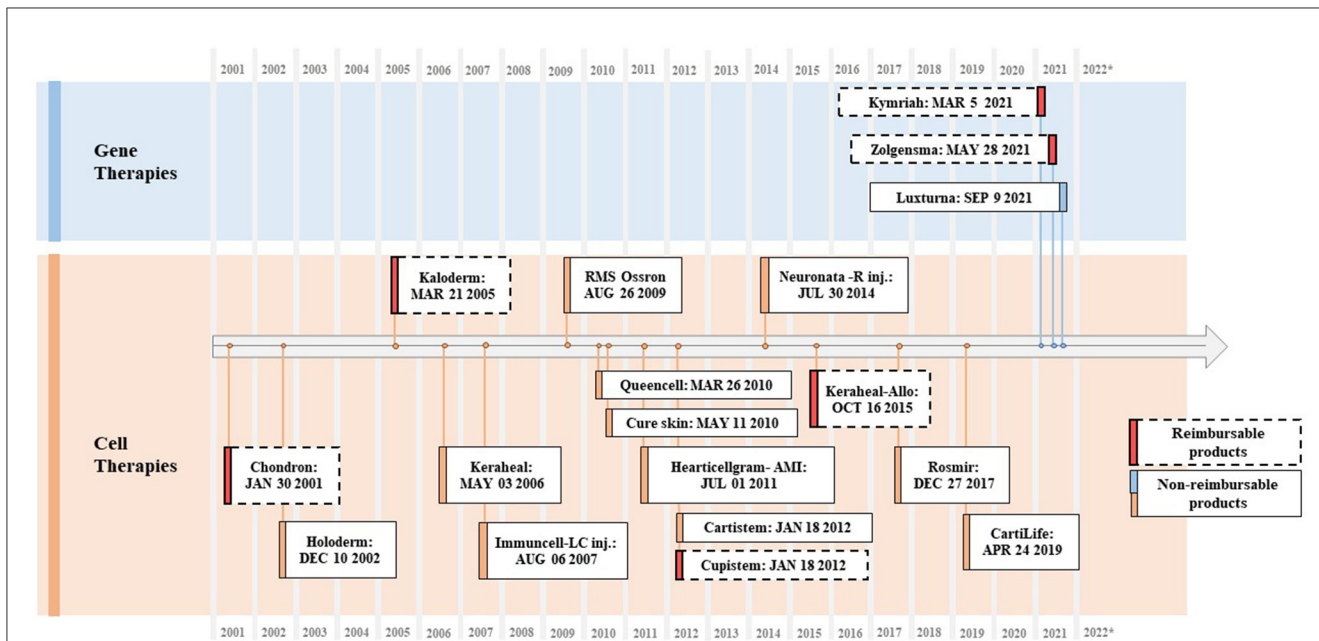 2001 2002 2003 2004 2005 2006 2007 2008 2009 2010 2011 2012 2013 2014 2015 2016 2017 2018 2019 2020 2021 2022*
Gene
Therapies
Kymriah: MAR 5 2021
Zolgensma: MAY 28 2021
Luxturna: SEP 9 2021
Cell
Therapies
Kaloderm:
MAR 21 2005
RMS Ossron
AUG 26 2009
Neuronata -R inj.:
JUL 30 2014
Queencell: MAR 26 2010
Cure skin: MAY 11 2010
Keraheal-Allo:
OCT 16 2015
Chondron:
JAN 30 2001
Keraheal:
MAY 03 2006
Hearticellgram- AMI:
JUL 01 2011
Rosmir:
DEC 27 2017
Holoderm:
DEC 10 2002
Immuncell-LC inj.:
AUG 06 2007
Cartistem: JAN 18 2012
Cupistem: JAN 18 2012
CartiLife:
APR 24 2019
Reimbursable
products
Non-reimbursable
products
2001 2002 2003 2004 2005 2006 2007 2008 2009 2010 2011 2012 2013 2014 2015 2016 2017 2018 2019 2020 2021 2022*